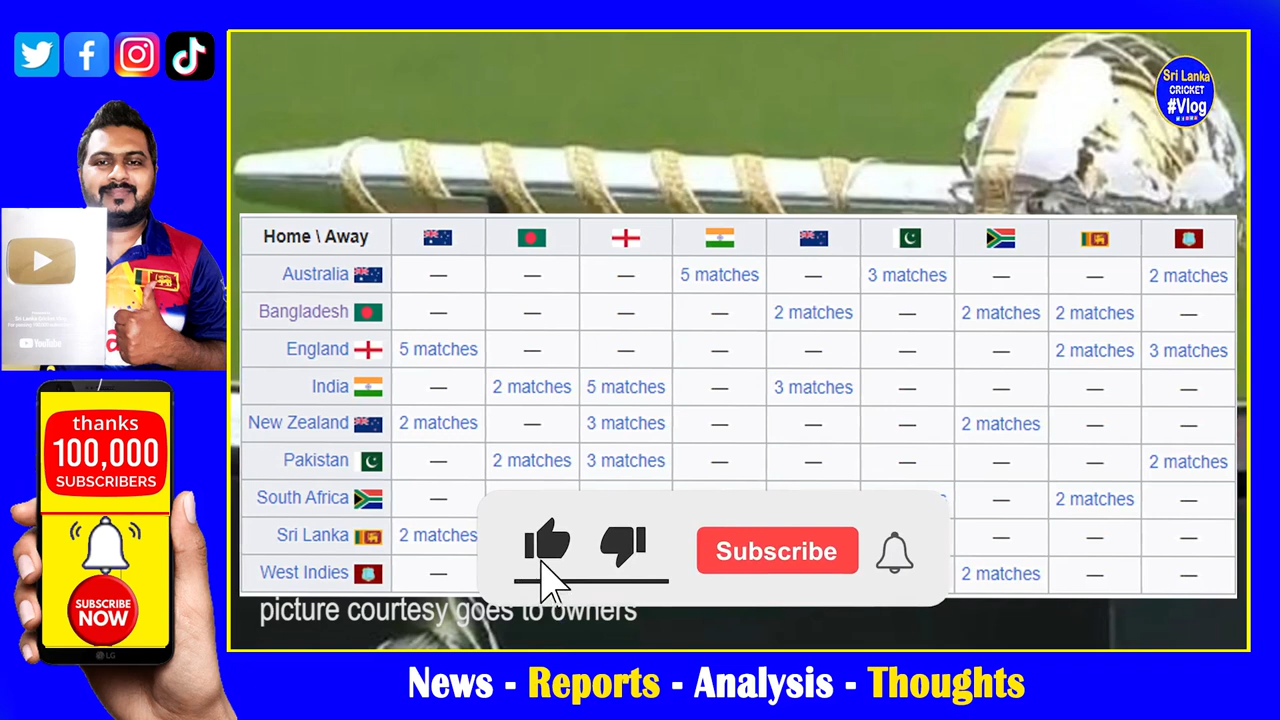 Sri Lanka
CRICKET
#Vlog
Home \ Away
Australia — — — 5 matches — 3 matches — — 2 matches
Bangladesh — — — — 2 matches — 2 matches 2 matches —
England 5 matches — — — — — — 2 matches 3 matches
India — 2 matches 5 matches — 3 matches — — — —
New Zealand 2 matches — 3 matches — — — 2 matches — —
Pakistan — 2 matches 3 matches — — — — — 2 matches
South Africa — — 2 matches —
Sri Lanka 2 matches — — —
West Indies — 2 matches — —
Subscribe
picture courtesy goes to owners
YouTube
thanks
100,000
SUBSCRIBERS
SUBSCRIBE
NOW
LG
News - Reports - Analysis - Thoughts